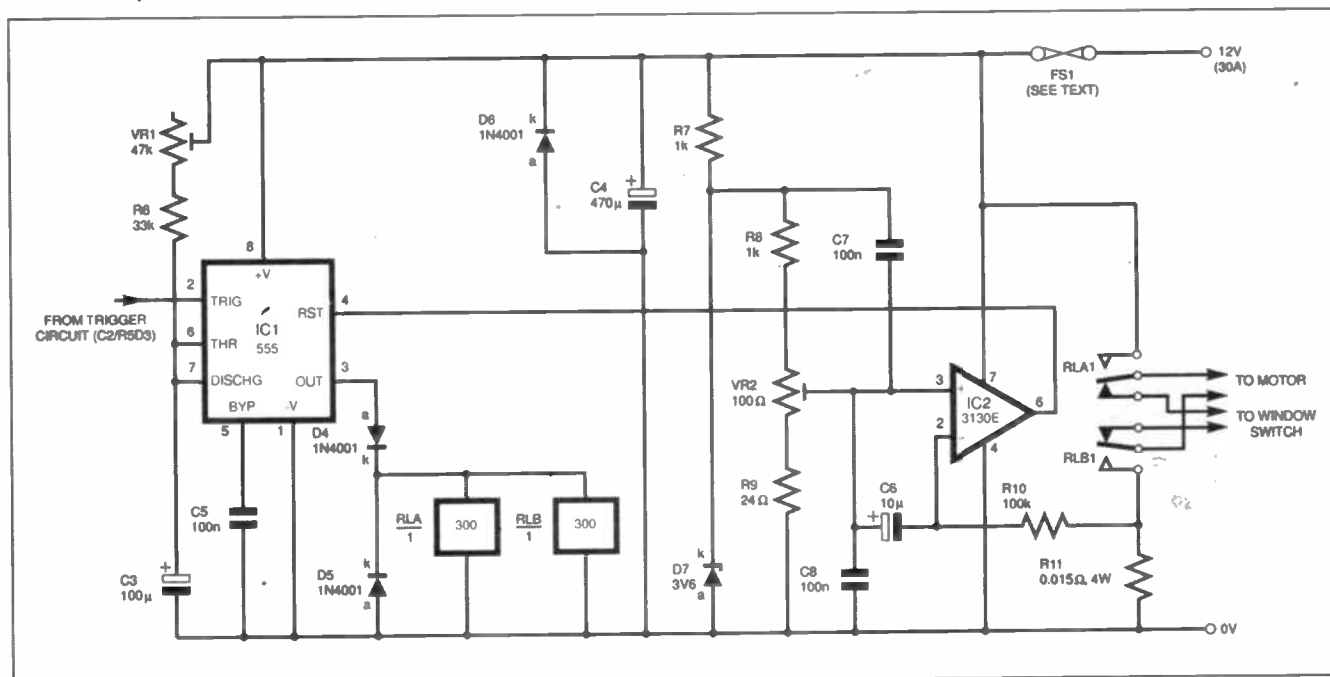 12V
(30A)
FS1
(SEE TEXT)
VR1
47k
R6
33k
D6
1N4001
k
a
+
C4
470µ
R7
1k
R8
1k
C7
100n
8
+V
2
TRIG
RST
4
FROM TRIGGER
CIRCUIT (C2/R5D3)
6
THR
IC1
555
7
DISCHG
OUT
3
BYP
-V
5
1
D4
1N4001
a
k
VR2
100Ω
3
+
7
IC2
3130E
6
2
-
4
RLA1
TO MOTOR
TO WINDOW
SWITCH
RLB1
C5
100n
RLA
1
300
RLB
1
300
R9
24Ω
C6
10µ
+
R10
100k
R11
0.015Ω, 4W
C3
100µ
+
D5
1N4001
k
a
D7
3V6
k
a
C8
100n
0V